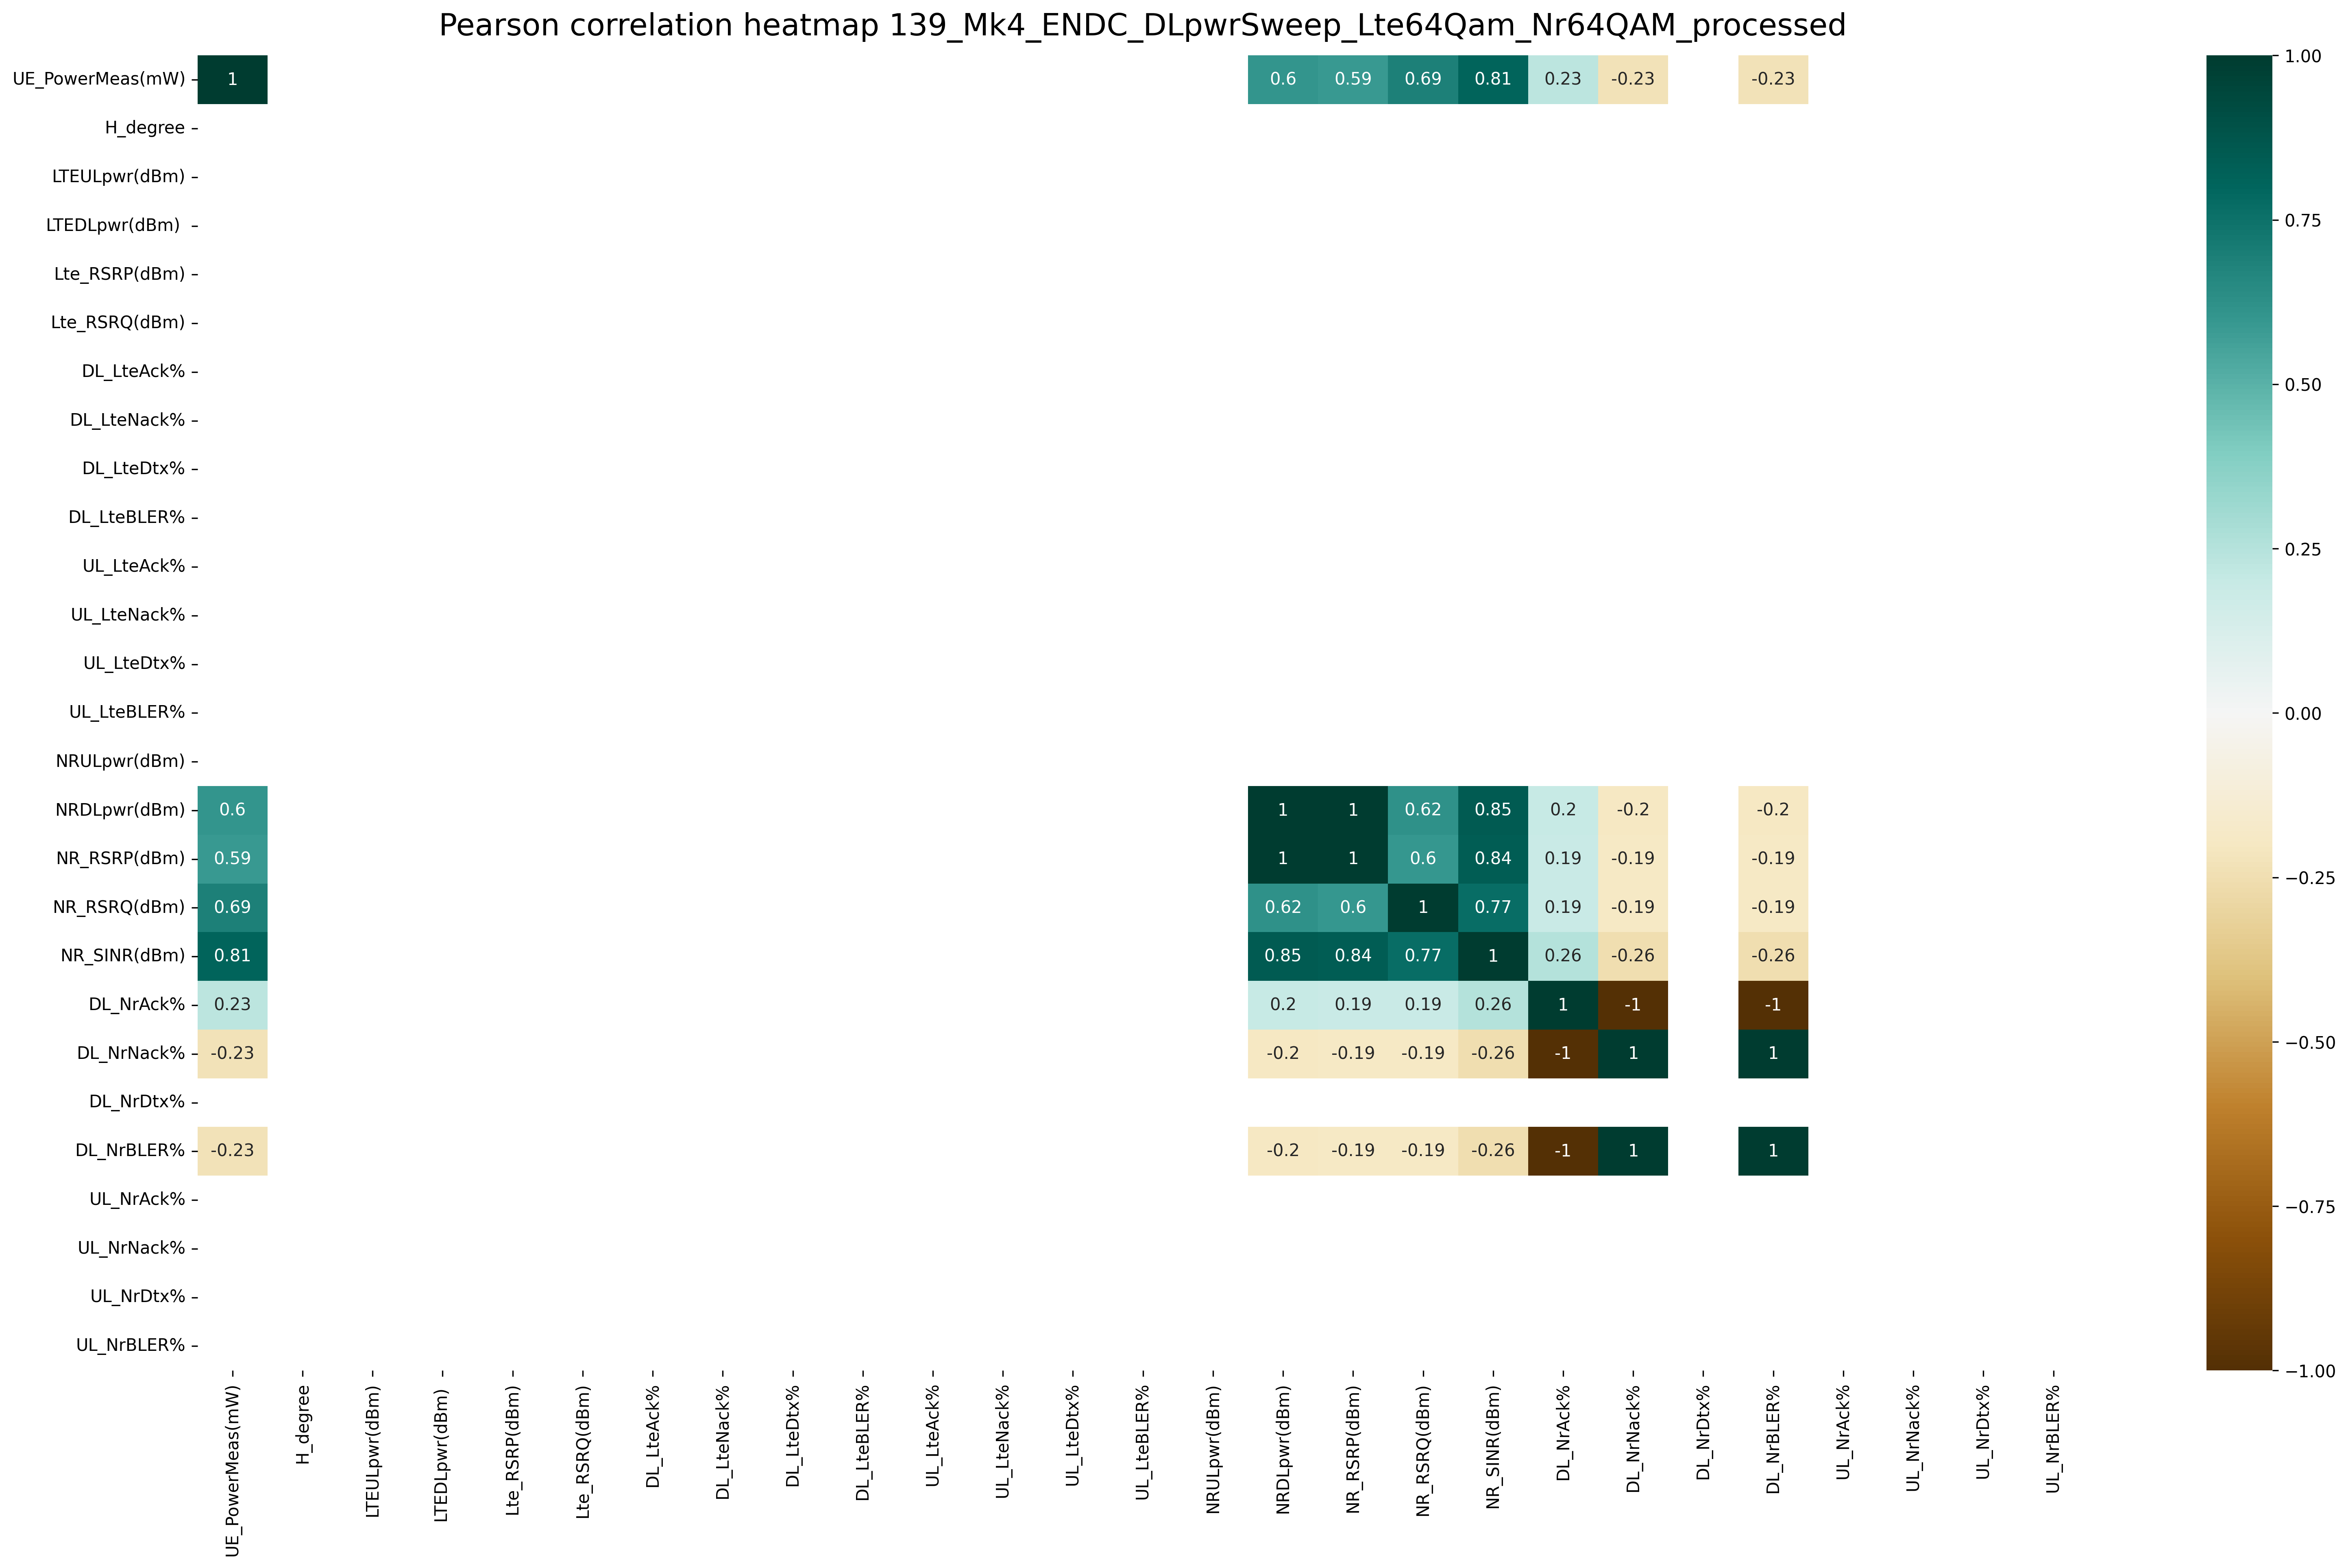 Pearson correlation heatmap 139_Mk4_ENDC_DLpwrSweep_Lte64Qam_Nr64QAM_processed
UE_PowerMeas(mW) 1 0.6 0.59 0.69 0.81 0.23 -0.23 -0.23
H_degree
LTEULpwr(dBm)
LTEDLpwr(dBm)
Lte_RSRP(dBm)
Lte_RSRQ(dBm)
DL_LteAck%
DL_LteNack%
DL_LteDtx%
DL_LteBLER%
UL_LteAck%
UL_LteNack%
UL_LteDtx%
UL_LteBLER%
NRULpwr(dBm)
NRDLpwr(dBm) 0.6 1 1 0.62 0.85 0.2 -0.2 -0.2
NR_RSRP(dBm) 0.59 1 1 0.6 0.84 0.19 -0.19 -0.19
NR_RSRQ(dBm) 0.69 0.62 0.6 1 0.77 0.19 -0.19 -0.19
NR_SINR(dBm) 0.81 0.85 0.84 0.77 1 0.26 -0.26 -0.26
DL_NrAck% 0.23 0.2 0.19 0.19 0.26 1 -1 -1
DL_NrNack% -0.23 -0.2 -0.19 -0.19 -0.26 -1 1 1
DL_NrDtx%
DL_NrBLER% -0.23 -0.2 -0.19 -0.19 -0.26 -1 1 1
UL_NrAck%
UL_NrNack%
UL_NrDtx%
UL_NrBLER%
UE_PowerMeas(mW)
H_degree
LTEULpwr(dBm)
LTEDLpwr(dBm)
Lte_RSRP(dBm)
Lte_RSRQ(dBm)
DL_LteAck%
DL_LteNack%
DL_LteDtx%
DL_LteBLER%
UL_LteAck%
UL_LteNack%
UL_LteDtx%
UL_LteBLER%
NRULpwr(dBm)
NRDLpwr(dBm)
NR_RSRP(dBm)
NR_RSRQ(dBm)
NR_SINR(dBm)
DL_NrAck%
DL_NrNack%
DL_NrDtx%
DL_NrBLER%
UL_NrAck%
UL_NrNack%
UL_NrDtx%
UL_NrBLER%
1.00
0.75
0.50
0.25
0.00
−0.25
−0.50
−0.75
−1.00